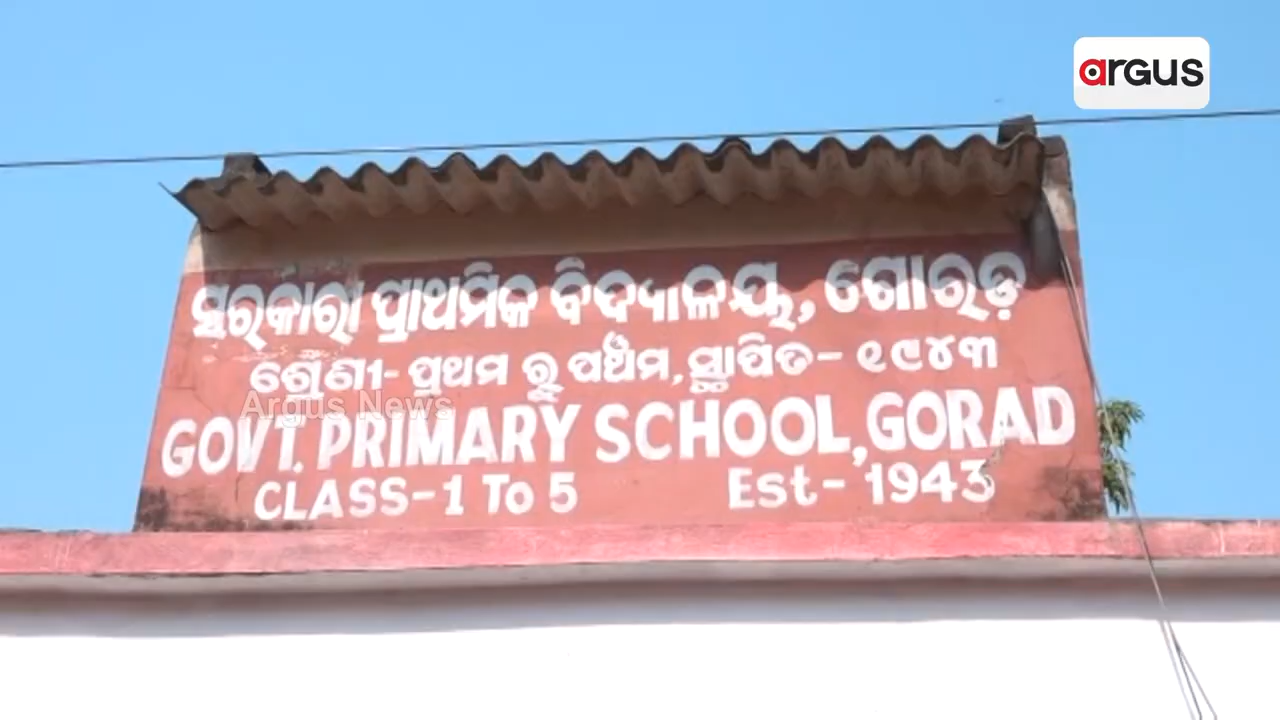 argus
ସରକାରୀ ପ୍ରାଥମିକ ବିଦ୍ୟାଳୟ, ଗୋରଡ଼
ଶ୍ରେଣୀ- ପ୍ରଥମ ରୁ ପଞ୍ଚମ, ସ୍ଥାପିତ- ୧୯୪୩
Argus News
GOVT. PRIMARY SCHOOL, GORAD
CLASS-1 To 5 Est- 1943